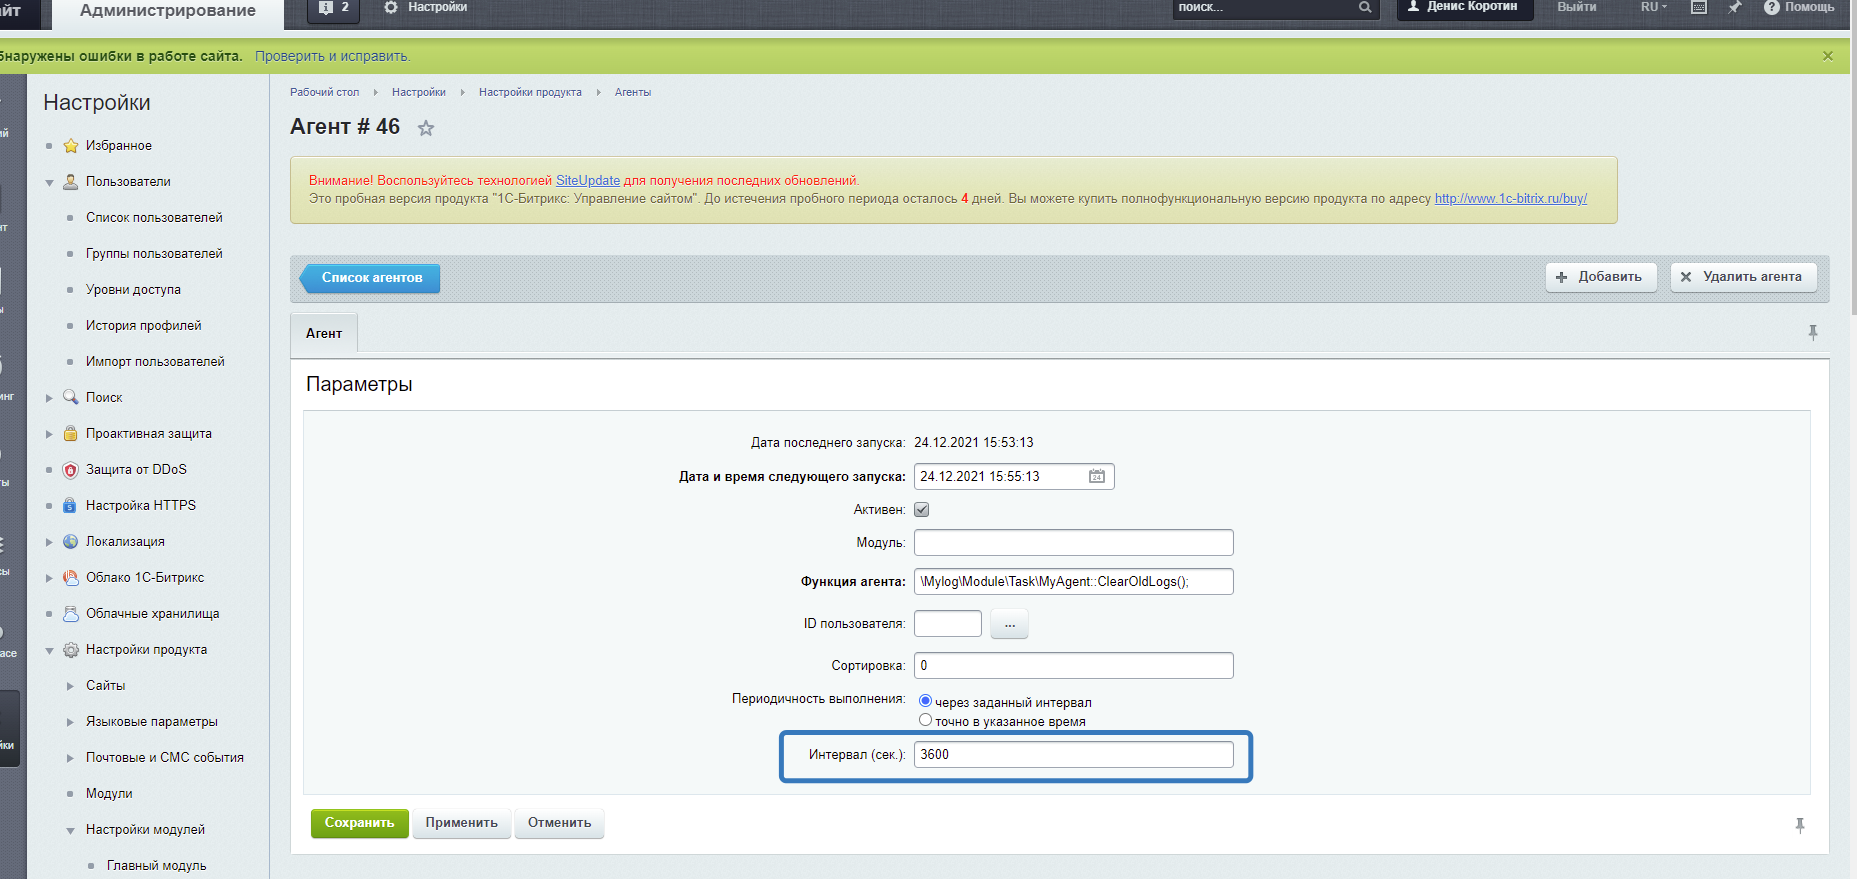 йт
Администрирование
2
Настройки
поиск...
Денис Коротин
Выйти
RU
Помощь
бнаружены ошибки в работе сайта. Проверить и исправить.
Настройки
Избранное
Пользователи
Список пользователей
Группы пользователей
Уровни доступа
История профилей
Импорт пользователей
Поиск
Проактивная защита
Защита от DDoS
Настройка HTTPS
Локализация
Облако 1С-Битрикс
Облачные хранилища
Настройки продукта
Сайты
Языковые параметры
Почтовые и СМС события
Модули
Настройки модулей
Главный модуль
Рабочий стол
Настройки
Настройки продукта
Агенты
Агент # 46
Внимание! Воспользуйтесь технологией SiteUpdate для получения последних обновлений.
Это пробная версия продукта "1С-Битрикс: Управление сайтом". До истечения пробного периода осталось 4 дней. Вы можете купить полнофункциональную версию продукта по адресу http://www.1c-bitrix.ru/buy/
Список агентов
Добавить
Удалить агента
Агент
Параметры
Дата последнего запуска: 24.12.2021 15:53:13
Дата и время следующего запуска: 24.12.2021 15:55:13
Активен:
Модуль:
Функция агента: \Mylog\Module\Task\MyAgent::ClearOldLogs();
ID пользователя: ...
Сортировка: 0
Периодичность выполнения: через заданный интервал
точно в указанное время
Интервал (сек.): 3600
Сохранить
Применить
Отменить